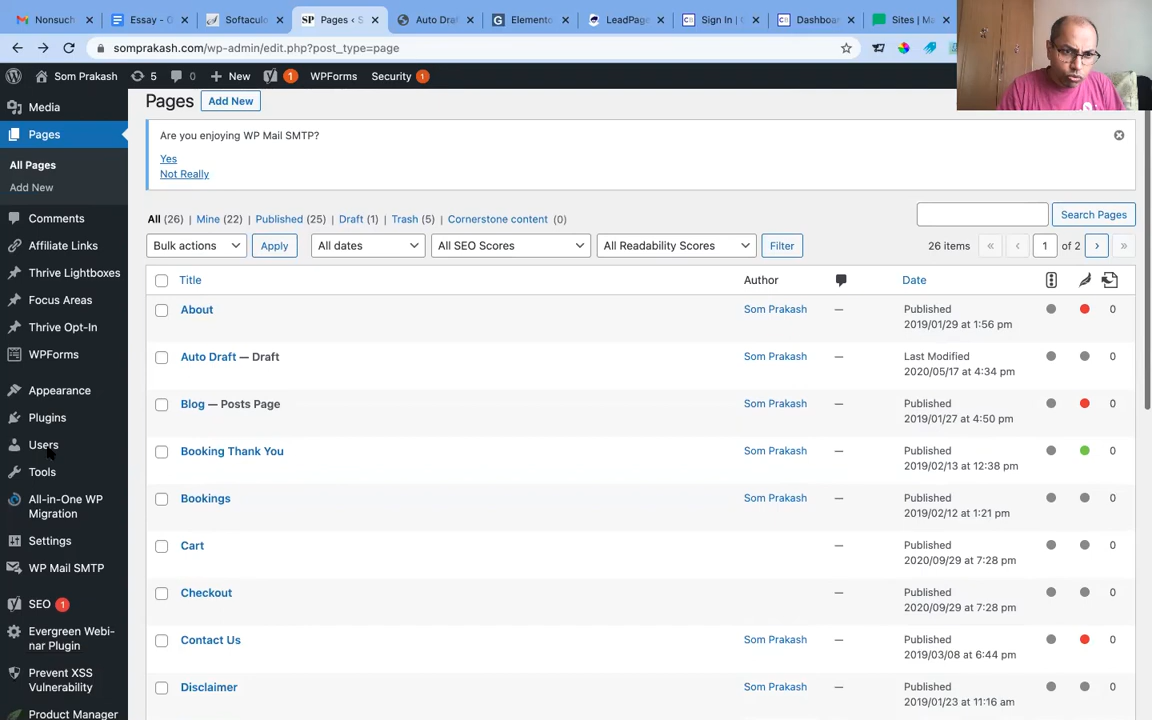 Nonsuch
Essay - G
Softaculo
Pages ‹ S
Auto Draf
Elemento
LeadPage
Sign In |
Dashboar
Sites | Ma
somprakash.com/wp-admin/edit.php?post_type=page
Som Prakash 5 0 New 1 WPForms Security 1
Media
Pages
All Pages
Add New
Comments
Affiliate Links
Thrive Lightboxes
Focus Areas
Thrive Opt-In
WPForms
Appearance
Plugins
Users
Tools
All-in-One WP
Migration
Settings
WP Mail SMTP
SEO 1
Evergreen Webi-
nar Plugin
Prevent XSS
Vulnerability
Product Manager
Pages Add New
Are you enjoying WP Mail SMTP?
Yes
Not Really
All (26) | Mine (22) | Published (25) | Draft (1) | Trash (5) | Cornerstone content (0)
Search Pages
Bulk actions Apply All dates All SEO Scores All Readability Scores Filter 26 items « ‹ 1 of 2 › »
Title Author Date
About Som Prakash — Published 0
2019/01/29 at 1:56 pm
Auto Draft — Draft Som Prakash — Last Modified 0
2020/05/17 at 4:34 pm
Blog — Posts Page Som Prakash — Published 0
2019/01/27 at 4:50 pm
Booking Thank You Som Prakash — Published 0
2019/02/13 at 12:38 pm
Bookings Som Prakash — Published 0
2019/02/12 at 1:21 pm
Cart — Published 0
2020/09/29 at 7:28 pm
Checkout — Published 0
2020/09/29 at 7:28 pm
Contact Us Som Prakash — Published 0
2019/03/08 at 6:44 pm
Disclaimer Som Prakash — Published 0
2019/01/23 at 11:16 am